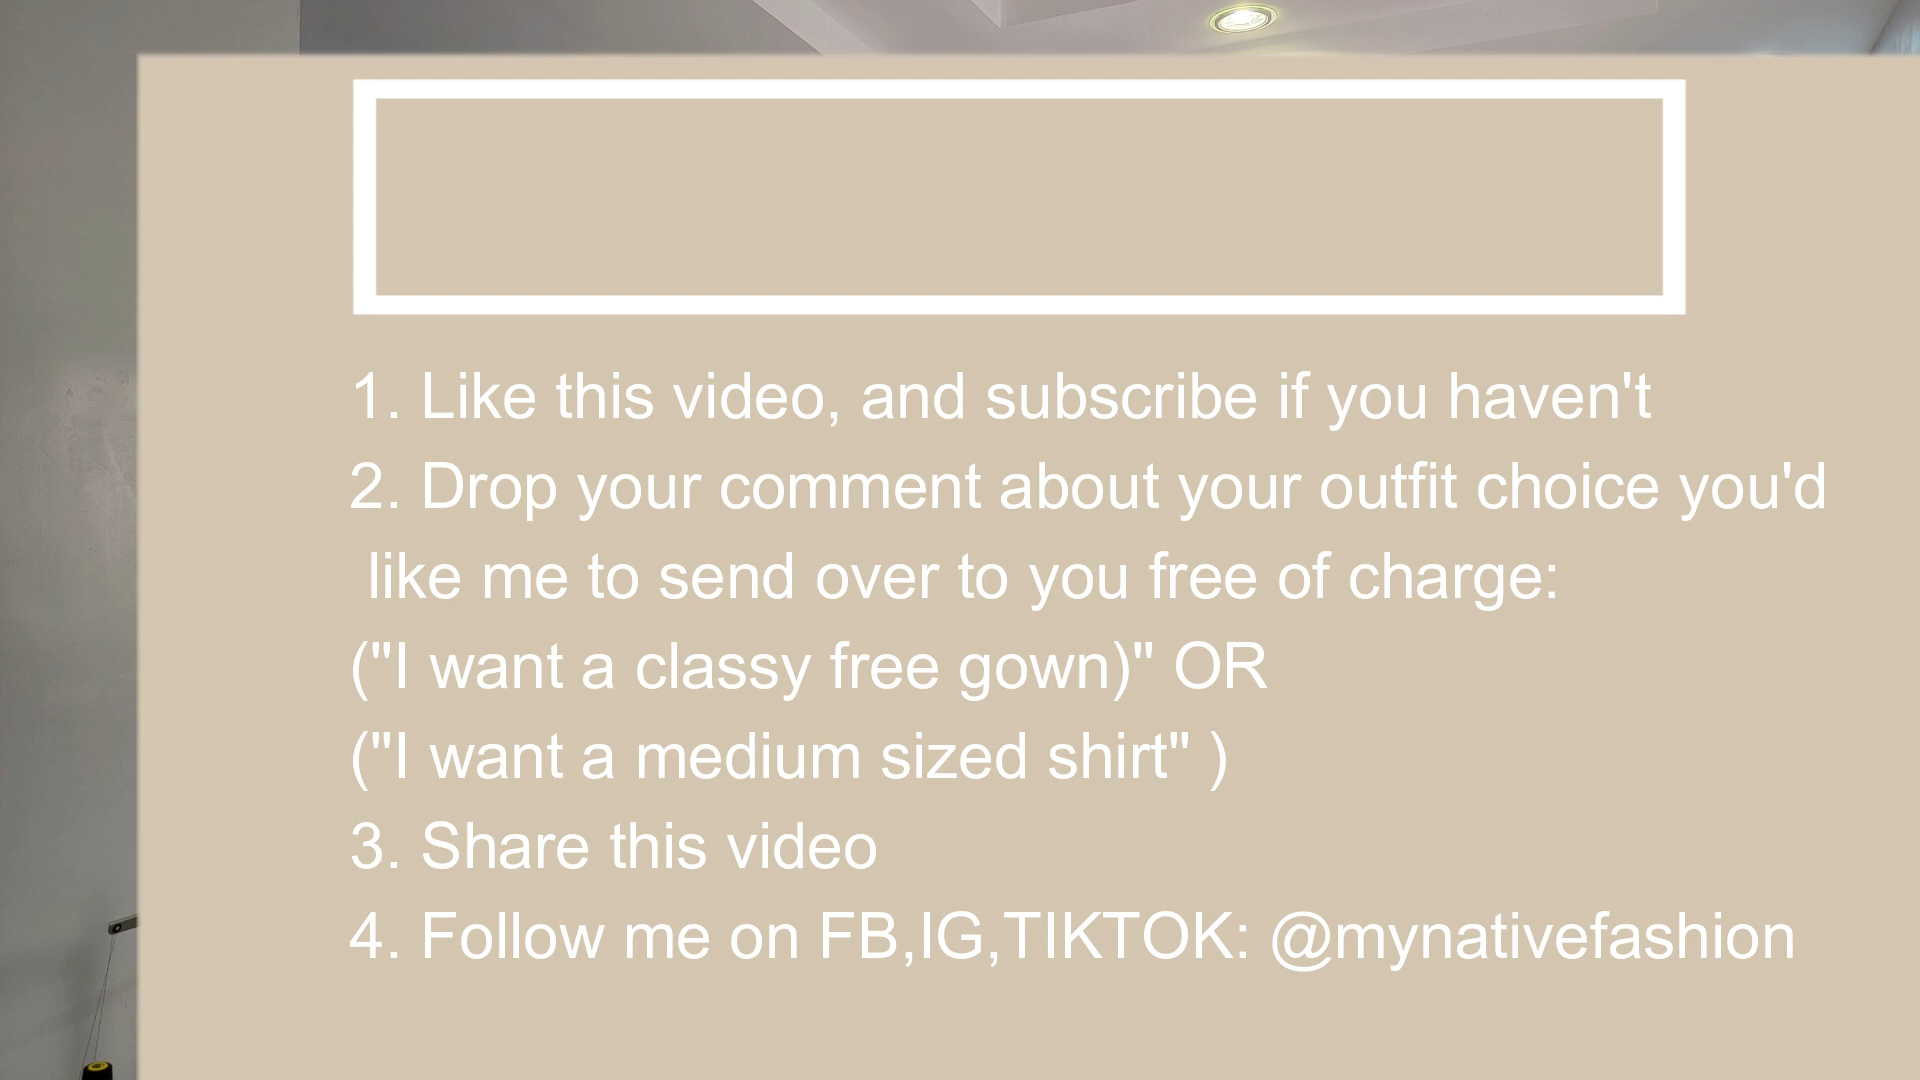 1. Like this video, and subscribe if you haven't
2. Drop your comment about your outfit choice you'd
like me to send over to you free of charge:
("I want a classy free gown)" OR
("I want a medium sized shirt" )
3. Share this video
4. Follow me on FB,IG,TIKTOK: @mynativefashion